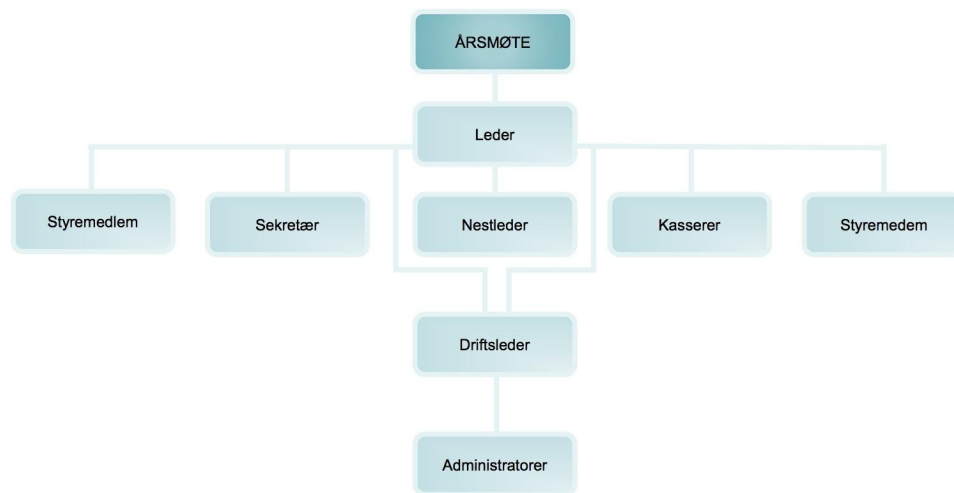 ÅRSMØTE
Leder
Styremedlem
Sekretær
Nestleder
Kasserer
Styremedem
Driftsleder
Administratorer